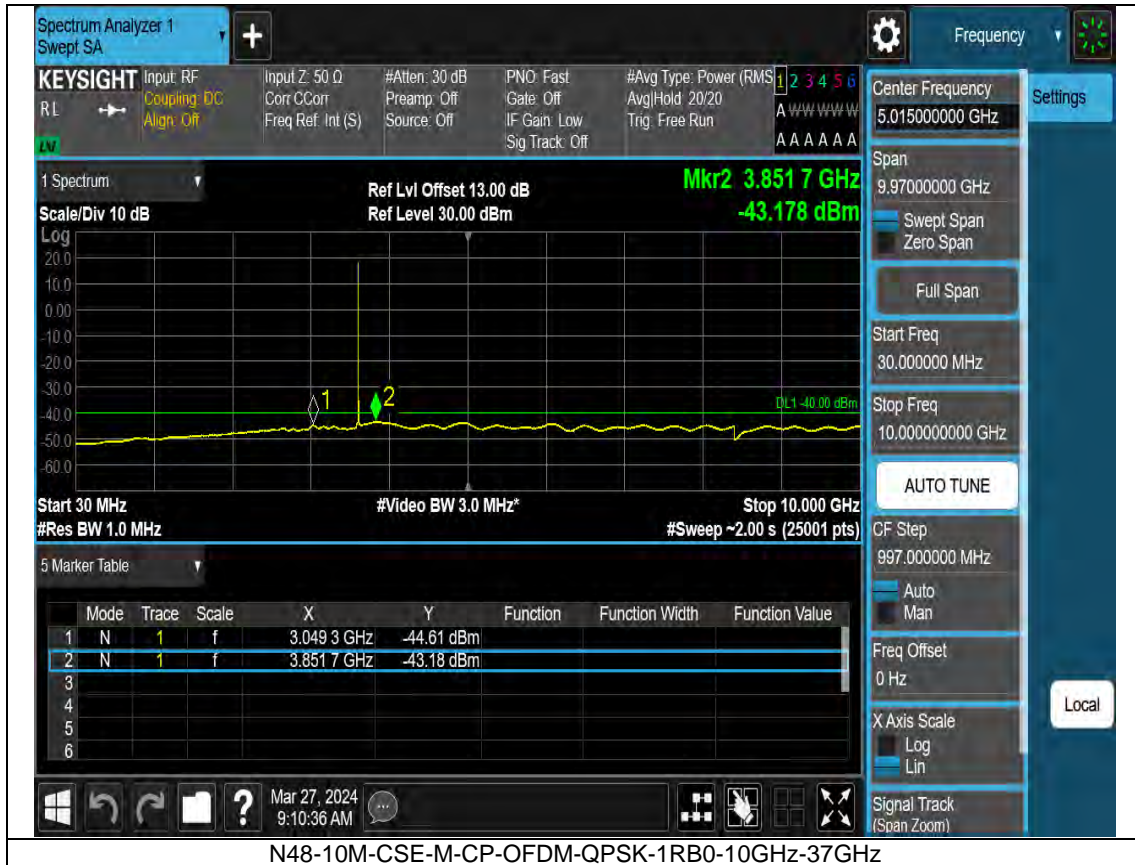 Spectrum Analyzer 1
Swept SA
Frequency
KEYSIGHT
RL
Input: RF
Coupling: DC
Align: Off
Input Z: 50 Ω
Corr CCorr
Freq Ref: Int (S)
#Atten: 30 dB
Preamp: Off
Source: Off
PNO: Fast
Gate: Off
IF Gain: Low
Sig Track: Off
#Avg Type: Power (RMS
Avg|Hold: 20/20
Trig: Free Run
1 2 3 4 5 6
A W W W W W
A A A A A A
1 Spectrum
Scale/Div 10 dB
Ref Lvl Offset 13.00 dB
Ref Level 30.00 dBm
Mkr2 3.851 7 GHz
-43.178 dBm
Log
20.0
10.0
0.00
-10.0
-20.0
-30.0
-40.0
-50.0
-60.0
1
2
DL1 -40.00 dBm
Start 30 MHz
#Res BW 1.0 MHz
#Video BW 3.0 MHz*
Stop 10.000 GHz
#Sweep ~2.00 s (25001 pts)
5 Marker Table
Mode Trace Scale X Y Function Function Width Function Value
1 N 1 f 3.049 3 GHz -44.61 dBm
2 N 1 f 3.851 7 GHz -43.18 dBm
3
4
5
6
Mar 27, 2024
9:10:36 AM
Center Frequency
5.015000000 GHz
Settings
Span
9.97000000 GHz
Swept Span
Zero Span
Full Span
Start Freq
30.000000 MHz
Stop Freq
10.000000000 GHz
AUTO TUNE
CF Step
997.000000 MHz
Auto
Man
Freq Offset
0 Hz
X Axis Scale
Log
Lin
Local
Signal Track
(Span Zoom)
N48-10M-CSE-M-CP-OFDM-QPSK-1RB0-10GHz-37GHz